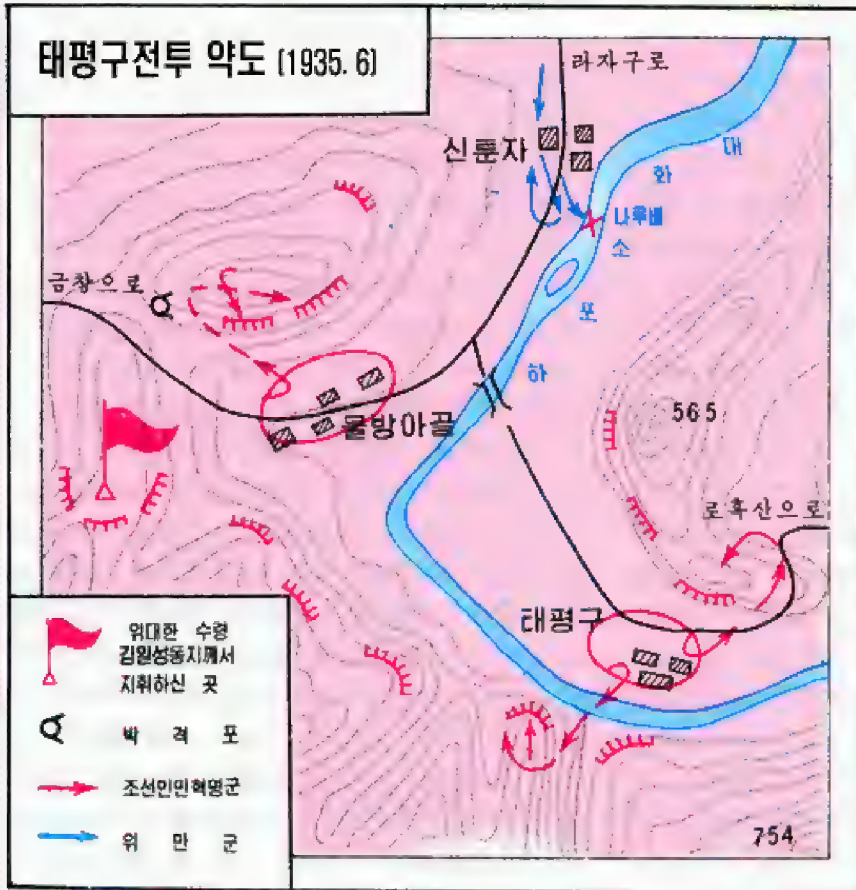 태평구전투 약도 (1935. 6)
라자구로
신툰자
대
화
나루배
소
포
하
금창으로
물방아골
565
로흑산으로
태평구
754
위대한 수령
김일성동지께서
지휘하신 곳
박격포
조선인민혁명군
위만군